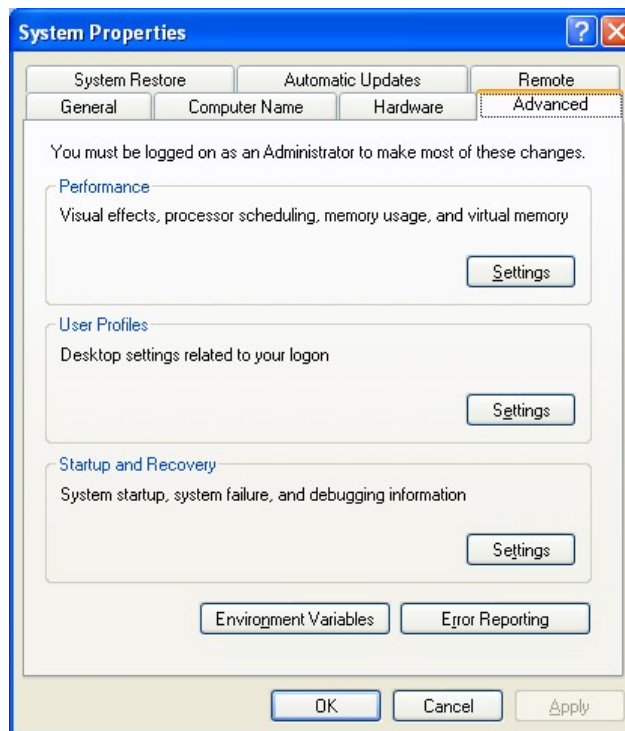 System Properties
System Restore Automatic Updates Remote
General Computer Name Hardware Advanced
You must be logged on as an Administrator to make most of these changes.
Performance
Visual effects, processor scheduling, memory usage, and virtual memory
Settings
User Profiles
Desktop settings related to your logon
Settings
Startup and Recovery
System startup, system failure, and debugging information
Settings
Environment Variables Error Reporting
OK Cancel Apply